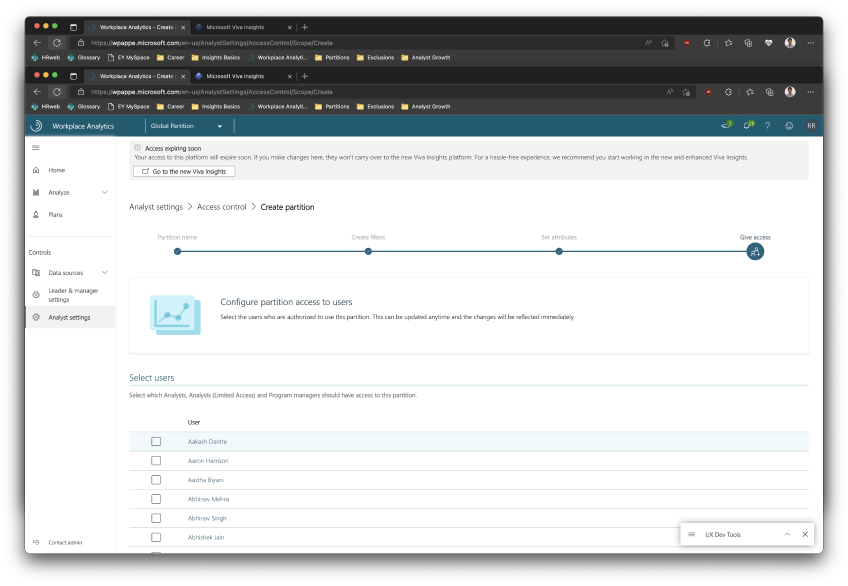 Workplace Analytics - Create
Microsoft Viva Insights
https://wpappe.microsoft.com/en-us/AnalystSettings/AccessControl/Scope/Create
HRweb
Glossary
EY MySpace
Career
Insights Basics
Workplace Analyti...
Partitions
Exclusions
Analyst Growth
Workplace Analytics - Create
Microsoft Viva Insights
https://wpappe.microsoft.com/en-us/AnalystSettings/AccessControl/Scope/Create
HRweb
Glossary
EY MySpace
Career
Insights Basics
Workplace Analyti...
Partitions
Exclusions
Analyst Growth
Workplace Analytics
Global Partition
RR
Access expiring soon
Your access to this platform will expire soon. If you make changes here, they won't carry over to the new Viva Insights platform. For a hassle-free experience, we recommend you start working in the new and enhanced Viva Insights.
Go to the new Viva Insights
Home
Analyze
Plans
Controls
Data sources
Leader & manager
settings
Analyst settings
Contact admin
Analyst settings > Access control > Create partition
Partition name
Create filters
Set attributes
Give access
Configure partition access to users
Select the users who are authorized to use this partition. This can be updated anytime and the changes will be reflected immediately.
Select users
Select which Analysts, Analysts (Limited Access) and Program managers should have access to this partition.
User
Aakash Dantre
Aaron Harrison
Aastha Biyani
Abhinav Mehra
Abhinav Singh
Abhishek Jain
UX Dev Tools